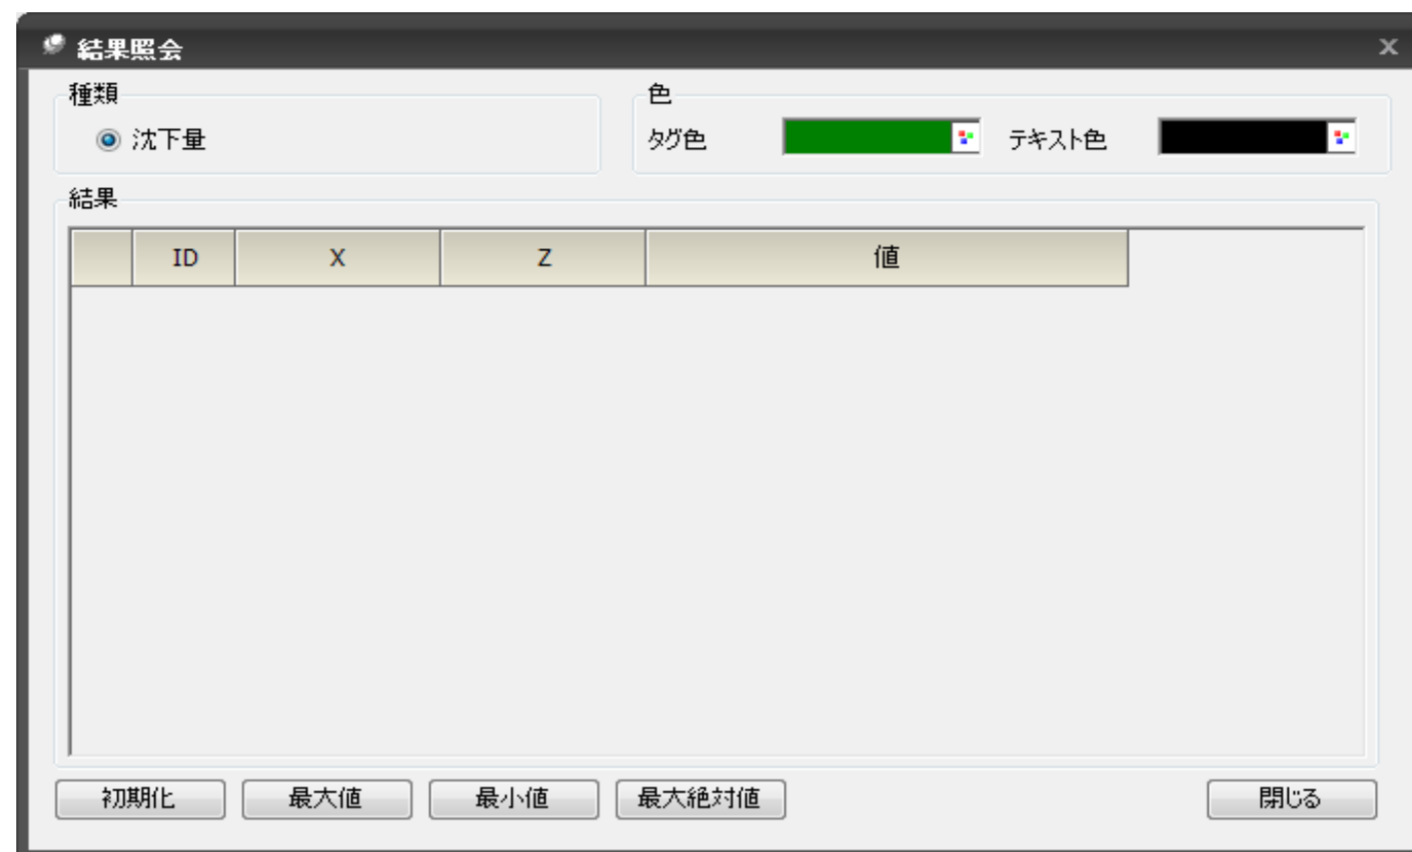 結果照会
種類
沈下量
色
タグ色 テキスト色
結果
ID X Z 値
初期化 最大値 最小値 最大絶対値 閉じる